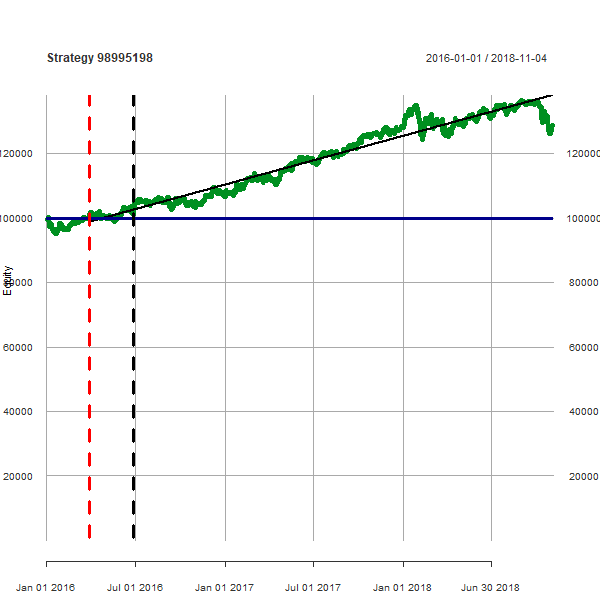 Strategy 98995198
2016-01-01 / 2018-11-04
120000
120000
100000
100000
Equity
80000
80000
60000
60000
40000
40000
20000
20000
Jan 01 2016
Jul 01 2016
Jan 01 2017
Jul 01 2017
Jan 01 2018
Jun 30 2018